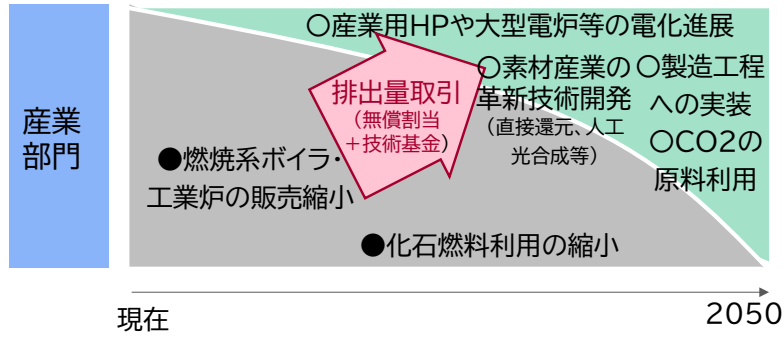 産業
部門
○産業用HPや大型電炉等の電化進展
排出量取引
（無償割当
＋技術基金）
○素材産業の
革新技術開発
（直接還元、人工
光合成等）
○製造工程
への実装
○CO2の
原料利用
●燃焼系ボイラ・
工業炉の販売縮小
●化石燃料利用の縮小
現在
2050